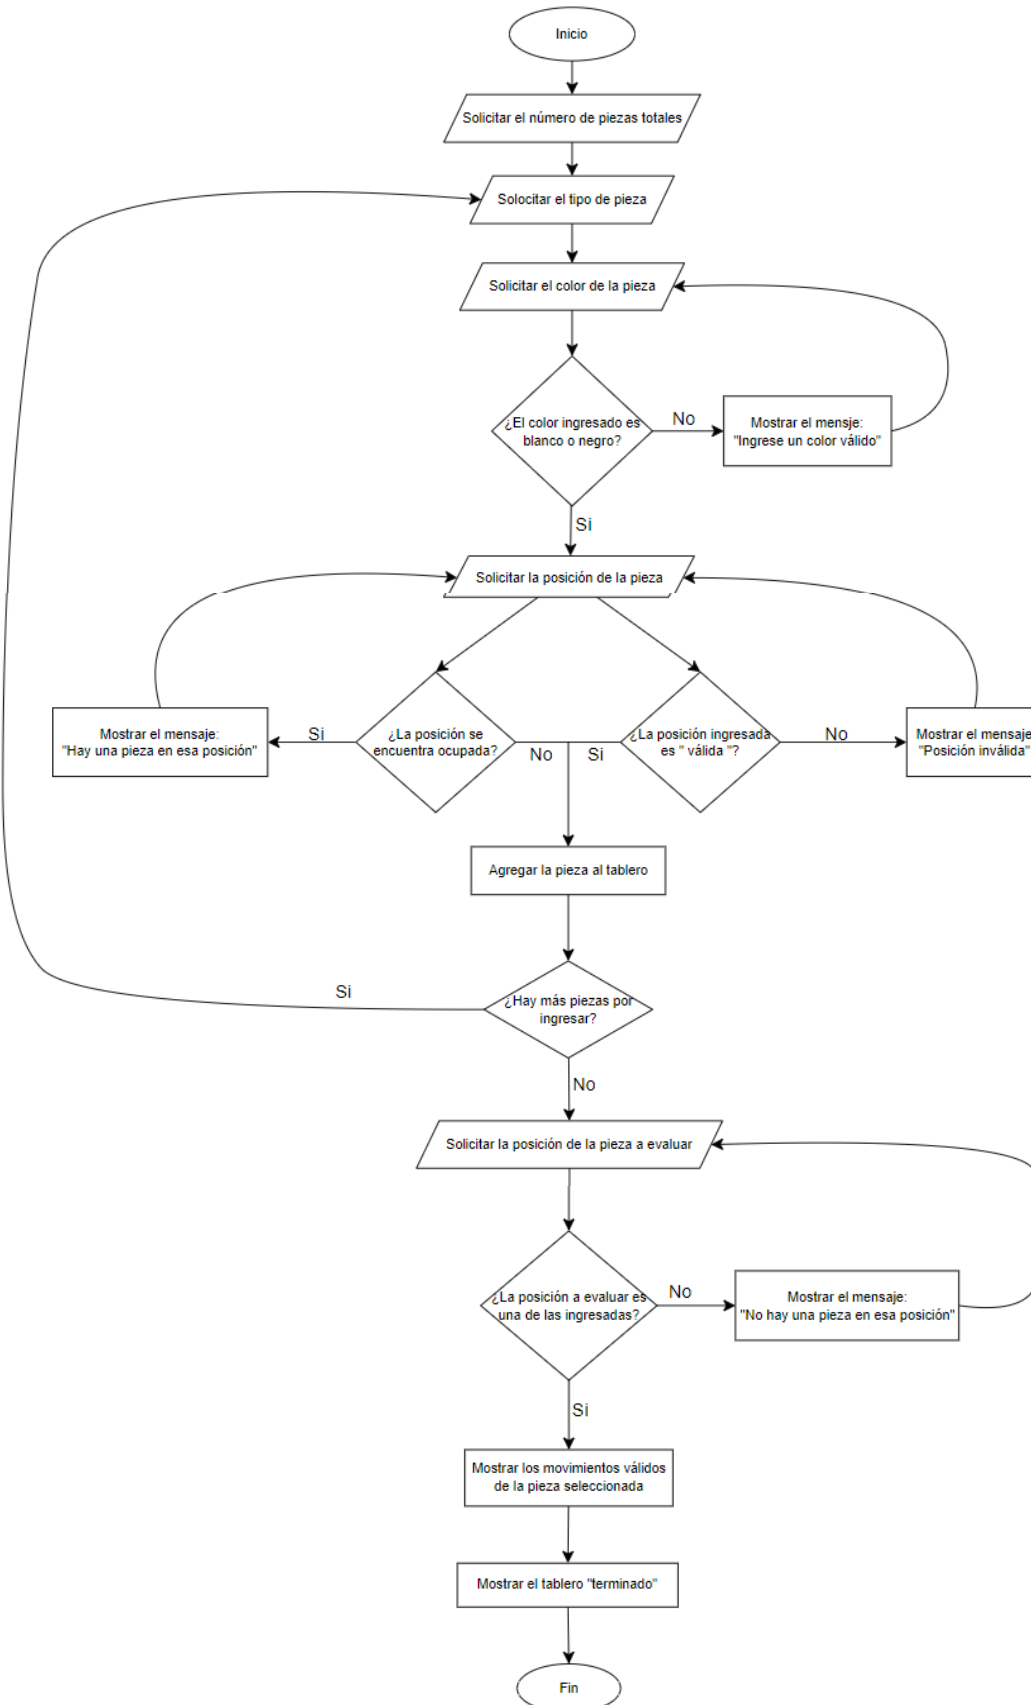 Inicio
Solicitar el número de piezas totales
Solocitar el tipo de pieza
Solicitar el color de la pieza
¿El color ingresado es
blanco o negro?
No
Mostrar el mensje:
"Ingrese un color válido"
Si
Solicitar la posición de la pieza
Mostrar el mensaje:
"Hay una pieza en esa posición"
Si
¿La posición se
encuentra ocupada?
No
Si
¿La posición ingresada
es " válida "?
No
Mostrar el mensaje
"Posición inválida"
Agregar la pieza al tablero
Si
¿Hay más piezas por
ingresar?
No
Solicitar la posición de la pieza a evaluar
¿La posición a evaluar es
una de las ingresadas?
No
Mostrar el mensaje:
"No hay una pieza en esa posición"
Si
Mostrar los movimientos válidos
de la pieza seleccionada
Mostrar el tablero "terminado"
Fin